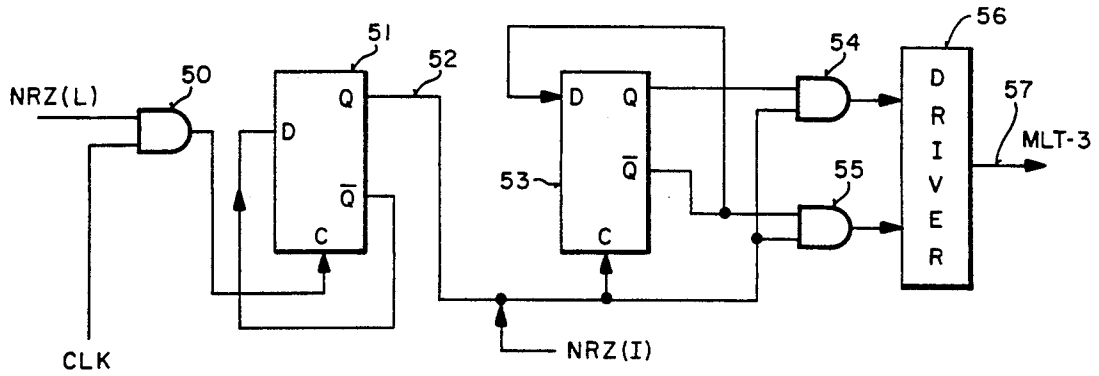 56
51
54
50
52
D
R
I
V
E
R
57
NRZ(L)
Q
D
Q
D
MLT-3
53
Q̅
55
Q̅
C
C
NRZ(I)
CLK